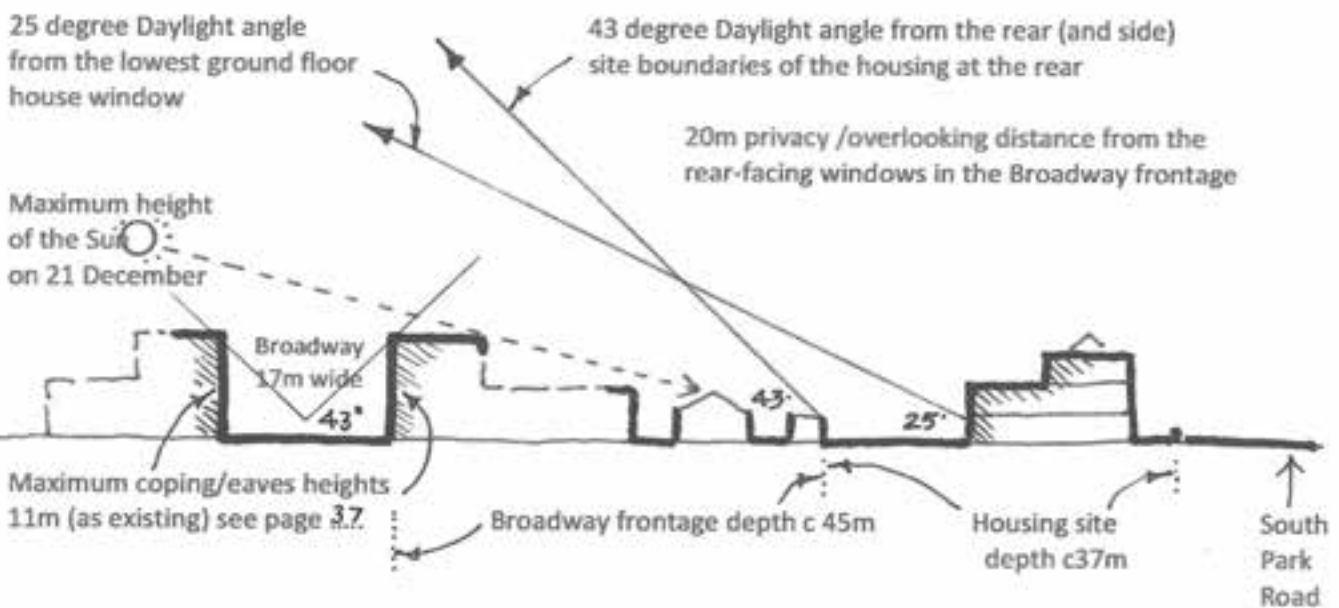 25 degree Daylight angle
from the lowest ground floor
house window
43 degree Daylight angle from the rear (and side)
site boundaries of the housing at the rear
20m privacy /overlooking distance from the
rear-facing windows in the Broadway frontage
Maximum height
of the Sun
on 21 December
Broadway
17m wide
43°
43°
25°
Maximum coping/eaves heights
11m (as existing) see page 37
Broadway frontage depth c 45m
Housing site
depth c37m
South
Park
Road